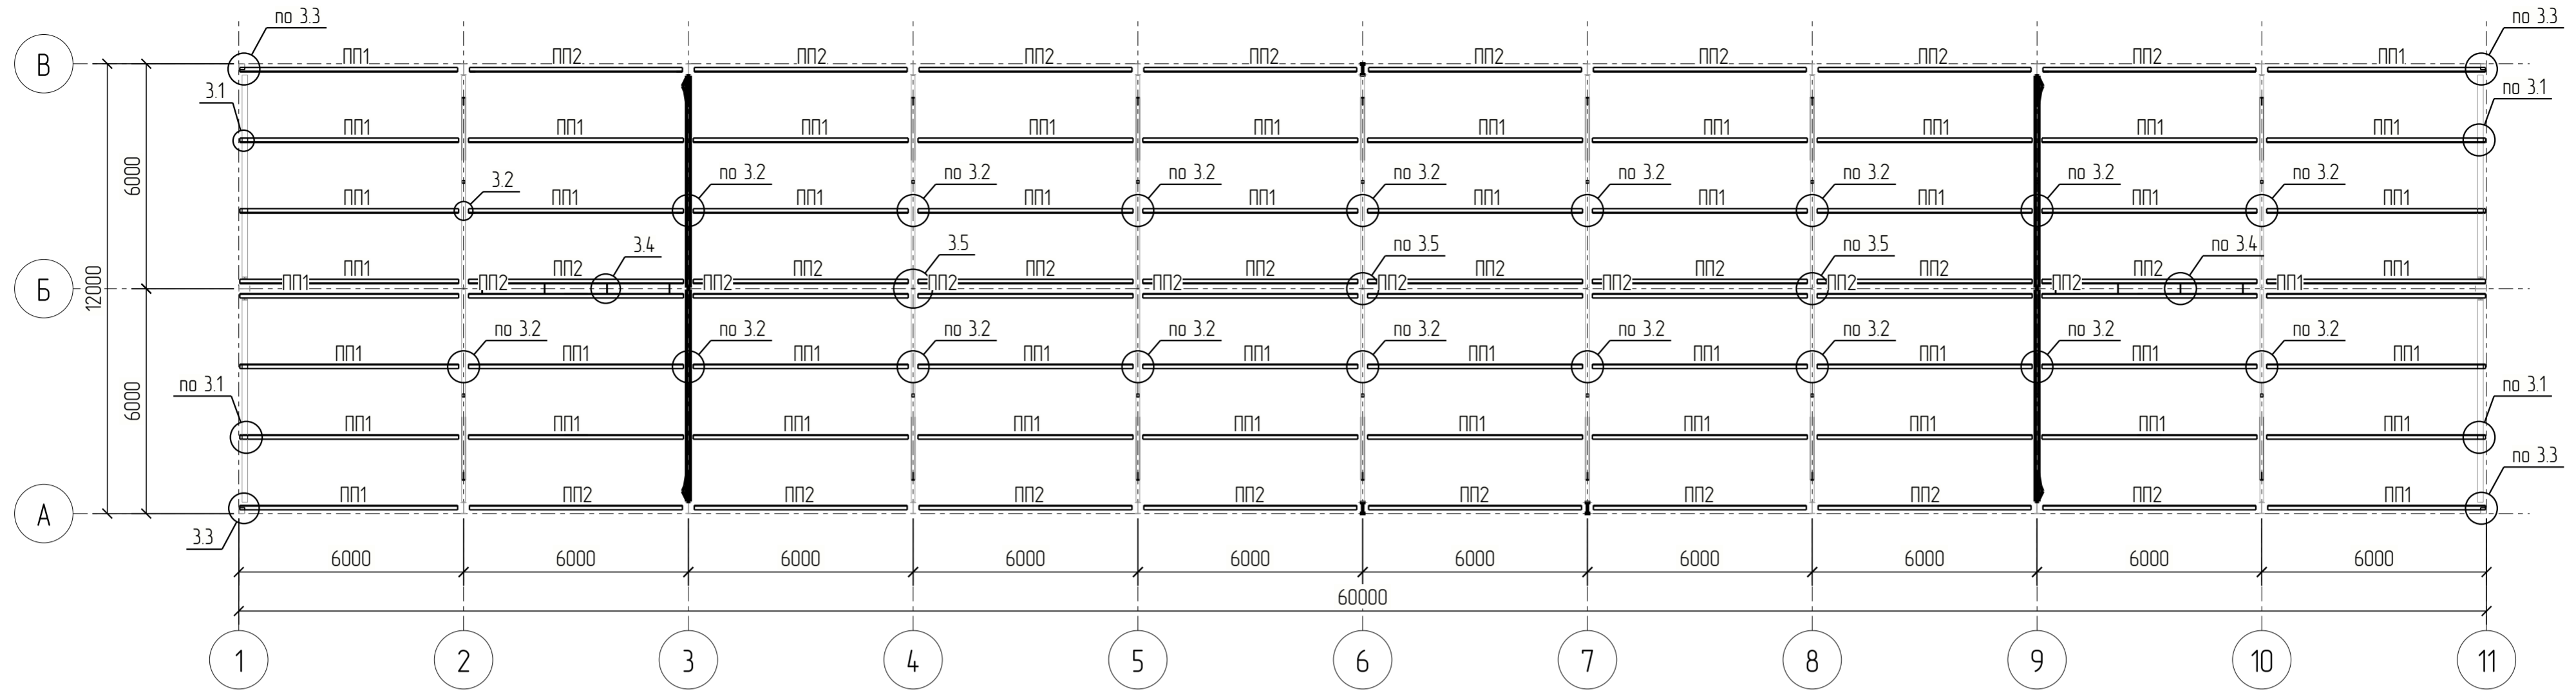 по 3.3 по 3.3
В ПП1 ПП2 ПП2 ПП2 ПП2 ПП2 ПП2 ПП2 ПП2 ПП1
3.1 по 3.1
ПП1 ПП1 ПП1 ПП1 ПП1 ПП1 ПП1 ПП1 ПП1 ПП1
6000
3.2 по 3.2 по 3.2 по 3.2 по 3.2 по 3.2 по 3.2 по 3.2 по 3.2
ПП1 ПП1 ПП1 ПП1 ПП1 ПП1 ПП1 ПП1 ПП1 ПП1
3.4 3.5 по 3.5 по 3.5 по 3.4
ПП1 ПП2 ПП2 ПП2 ПП2 ПП2 ПП2 ПП2 ПП2 ПП1
Б 12000 ПП1 ПП2 ПП2 ПП2 ПП2 ПП2 ПП2 ПП2 ПП2 ПП1
по 3.2 по 3.2 по 3.2 по 3.2 по 3.2 по 3.2 по 3.2 по 3.2 по 3.2
ПП1 ПП1 ПП1 ПП1 ПП1 ПП1 ПП1 ПП1 ПП1 ПП1
по 3.1 6000 по 3.1
ПП1 ПП1 ПП1 ПП1 ПП1 ПП1 ПП1 ПП1 ПП1 ПП1
по 3.3
А ПП1 ПП2 ПП2 ПП2 ПП2 ПП2 ПП2 ПП2 ПП2 ПП1
3.3
6000 6000 6000 6000 6000 6000 6000 6000 6000 6000
60000
1 2 3 4 5 6 7 8 9 10 11